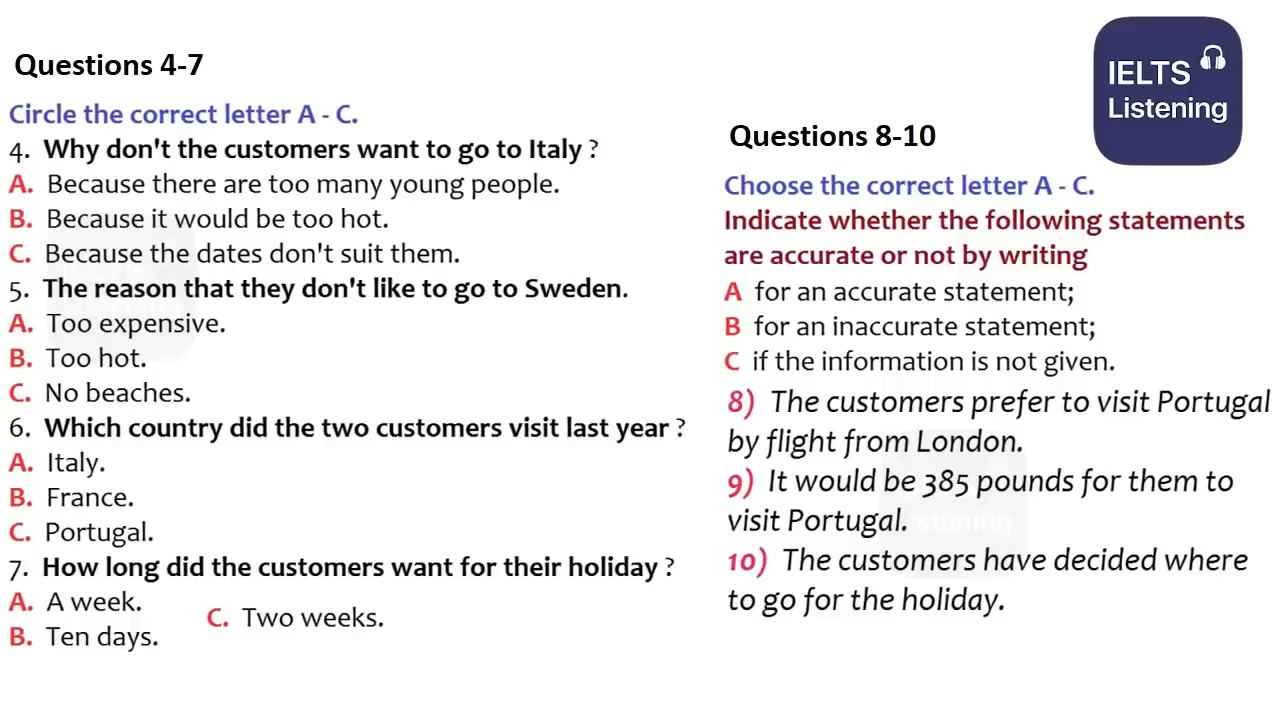 Questions 4-7
Circle the correct letter A - C.
4. Why don't the customers want to go to Italy ?
A. Because there are too many young people.
B. Because it would be too hot.
C. Because the dates don't suit them.
5. The reason that they don't like to go to Sweden.
A. Too expensive.
B. Too hot.
C. No beaches.
6. Which country did the two customers visit last year ?
A. Italy.
B. France.
C. Portugal.
7. How long did the customers want for their holiday ?
A. A week.
B. Ten days.
C. Two weeks.
IELTS
Listening
Questions 8-10
Choose the correct letter A - C.
Indicate whether the following statements
are accurate or not by writing
A for an accurate statement;
B for an inaccurate statement;
C if the information is not given.
8) The customers prefer to visit Portugal
by flight from London.
9) It would be 385 pounds for them to
visit Portugal.
10) The customers have decided where
to go for the holiday.